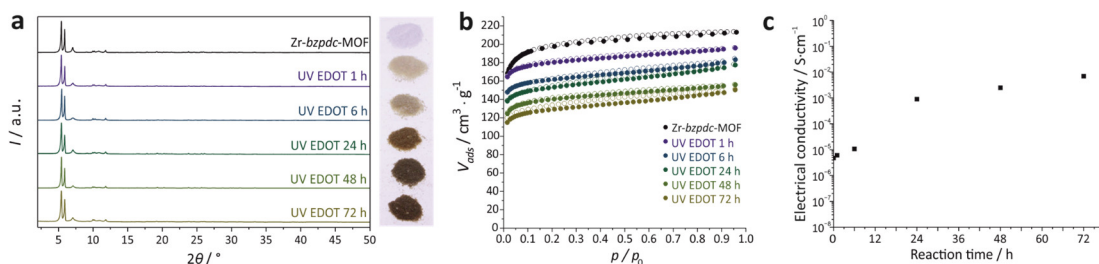 a
Zr-bzpdc-MOF
UV EDOT 1 h
UV EDOT 6 h
UV EDOT 24 h
UV EDOT 48 h
UV EDOT 72 h
I / a.u.
5 10 15 20 25 30 35 40 45 50
2θ / °
b
210
200
180
160
140
120
100
80
60
40
20
0
V_ads / cm³ · g⁻¹
Zr-bzpdc-MOF
UV EDOT 1 h
UV EDOT 6 h
UV EDOT 24 h
UV EDOT 48 h
UV EDOT 72 h
0.0 0.1 0.2 0.3 0.4 0.5 0.6 0.7 0.8 0.9 1.0
p / p₀
c
10⁰
10⁻¹
10⁻²
10⁻³
10⁻⁴
10⁻⁵
10⁻⁶
10⁻⁷
10⁻⁸
Electrical conductivity / S·cm⁻¹
0 12 24 36 48 60 72
Reaction time / h